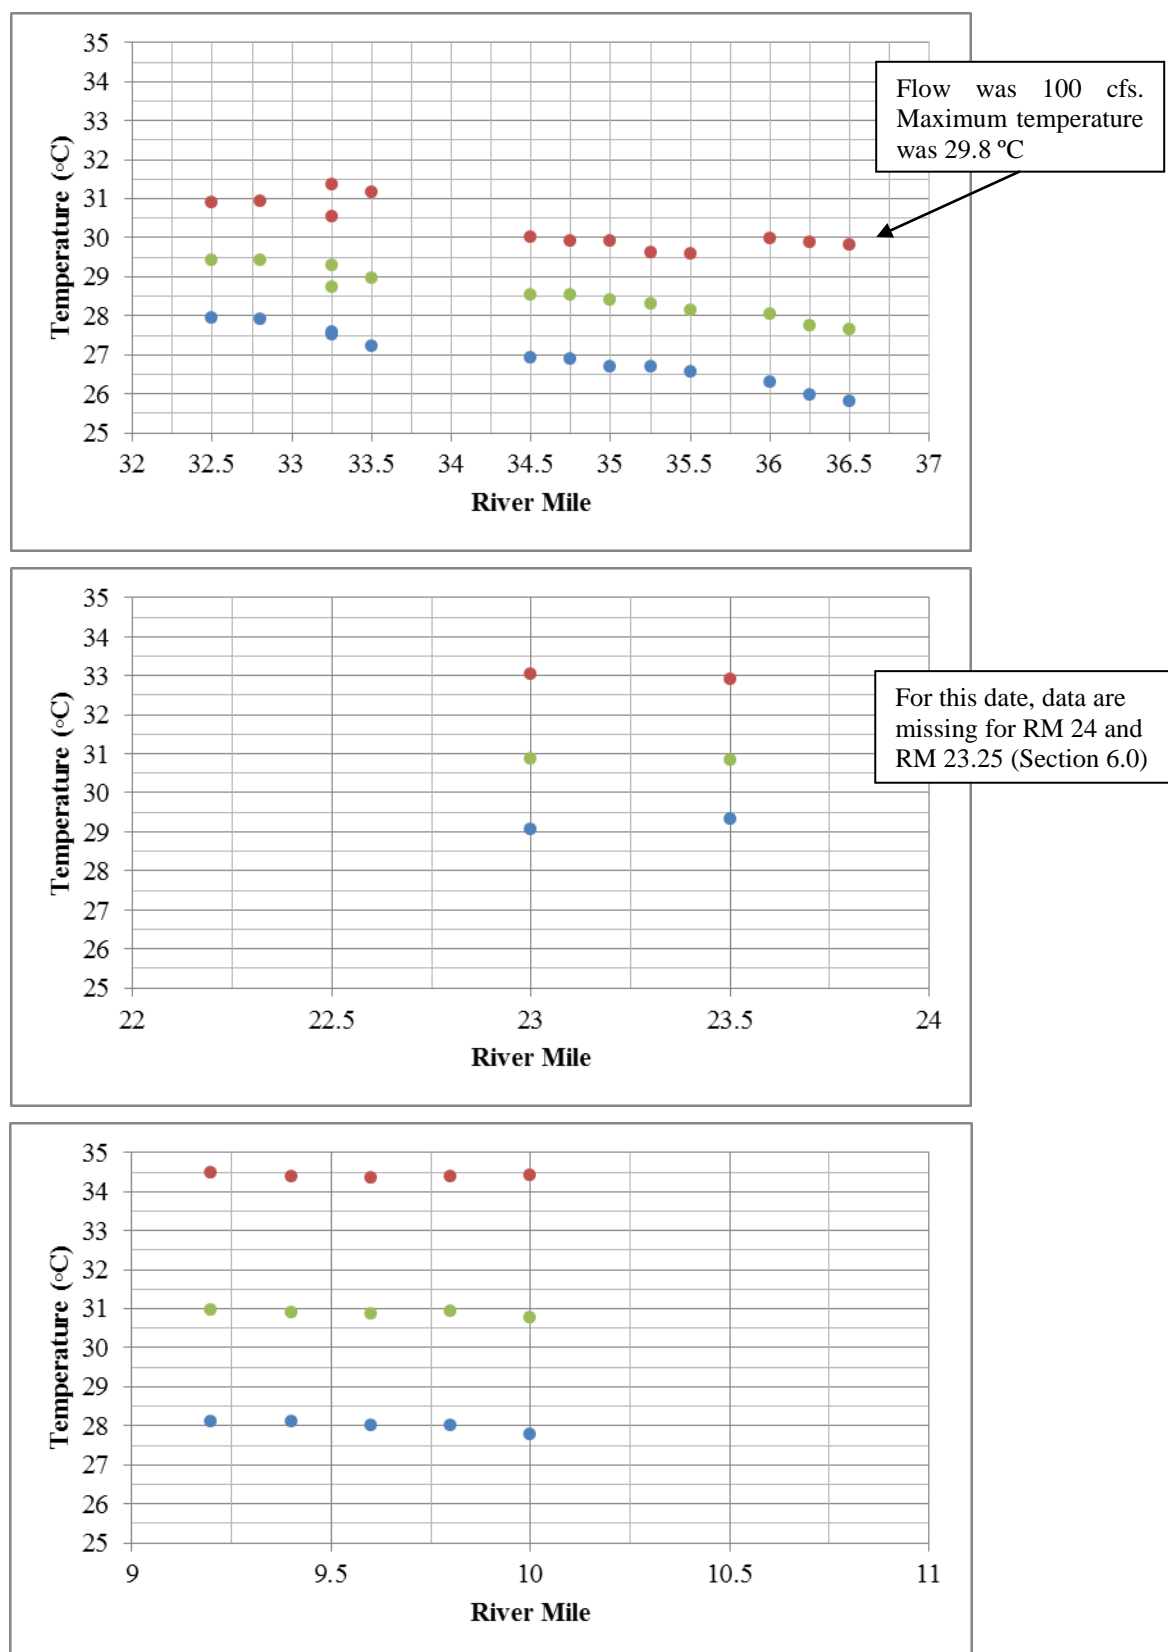 35
34
33
32
31
30
29
28
27
26
25
Temperature (◦C)
32 32.5 33 33.5 34 34.5 35 35.5 36 36.5 37
River Mile
Flow was 100 cfs.
Maximum temperature
was 29.8 ºC
35
34
33
32
31
30
29
28
27
26
25
Temperature (◦C)
22 22.5 23 23.5 24
River Mile
For this date, data are
missing for RM 24 and
RM 23.25 (Section 6.0)
35
34
33
32
31
30
29
28
27
26
25
Temperature (◦C)
9 9.5 10 10.5 11
River Mile